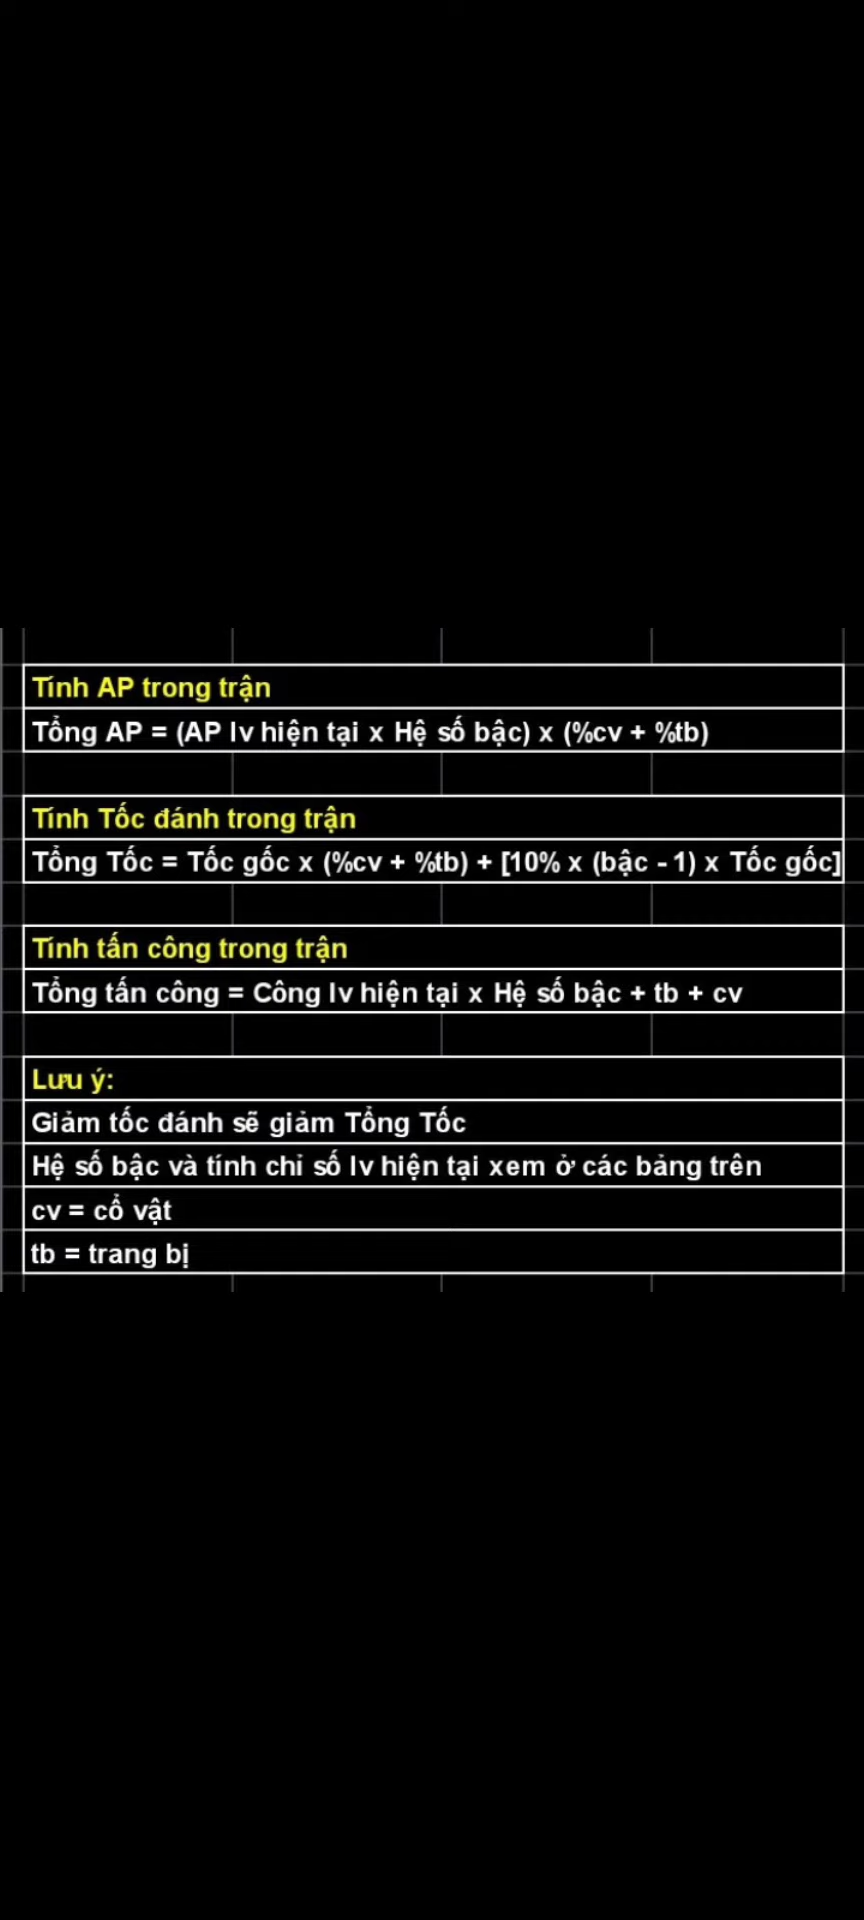 Tính AP trong trận
Tổng AP = (AP lv hiện tại x Hệ số bậc) x (%cv + %tb)
Tính Tốc đánh trong trận
Tổng Tốc = Tốc gốc x (%cv + %tb) + [10% x (bậc - 1) x Tốc gốc]
Tính tấn công trong trận
Tổng tấn công = Công lv hiện tại x Hệ số bậc + tb + cv
Lưu ý:
Giảm tốc đánh sẽ giảm Tổng Tốc
Hệ số bậc và tính chỉ số lv hiện tại xem ở các bảng trên
cv = cổ vật
tb = trang bị